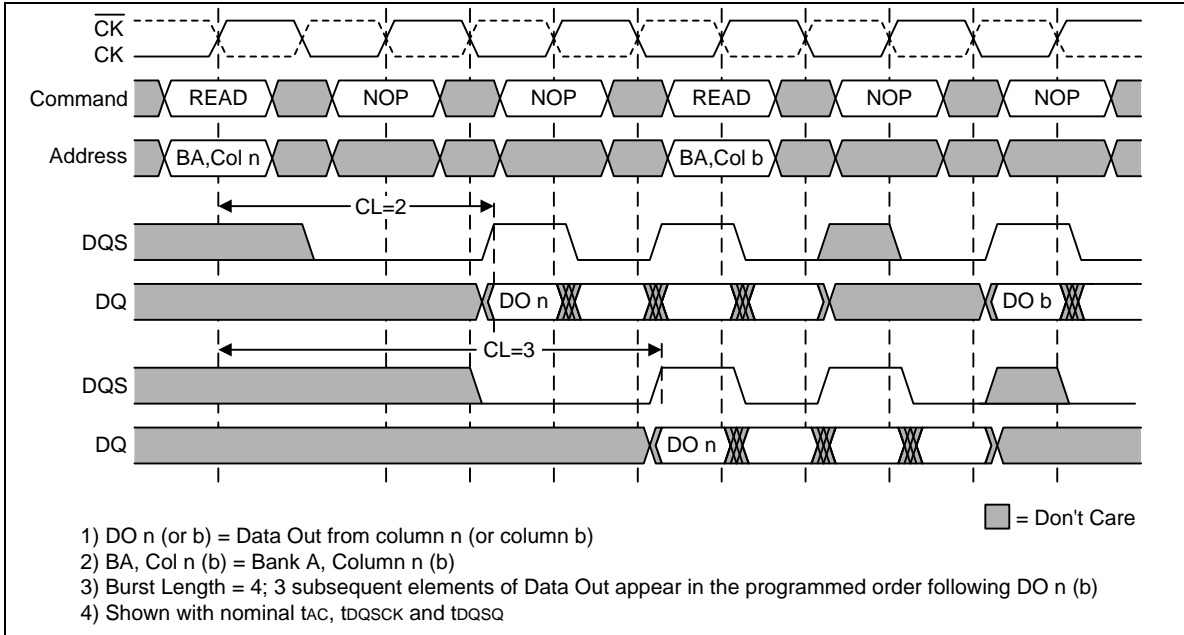 CK
CK
Command READ NOP NOP READ NOP NOP
Address BA,Col n BA,Col b
CL=2
DQS
DQ DO n DO b
CL=3
DQS
DQ DO n
= Don't Care
1) DO n (or b) = Data Out from column n (or column b)
2) BA, Col n (b) = Bank A, Column n (b)
3) Burst Length = 4; 3 subsequent elements of Data Out appear in the programmed order following DO n (b)
4) Shown with nominal tAC, tDQSCK and tDQSQ